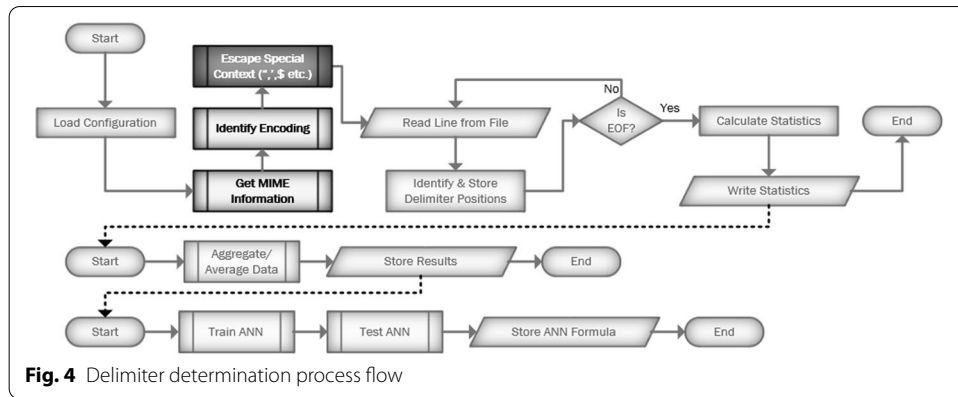 Start
Load Configuration
Get MIME
Information
Identify Encoding
Escape Special
Context (",',$ etc.)
Read Line from File
Identify & Store
Delimiter Positions
Is
EOF?
No
Yes
Calculate Statistics
Write Statistics
End
Start
Aggregate/
Average Data
Store Results
End
Start
Train ANN
Test ANN
Store ANN Formula
End
Fig. 4 Delimiter determination process flow